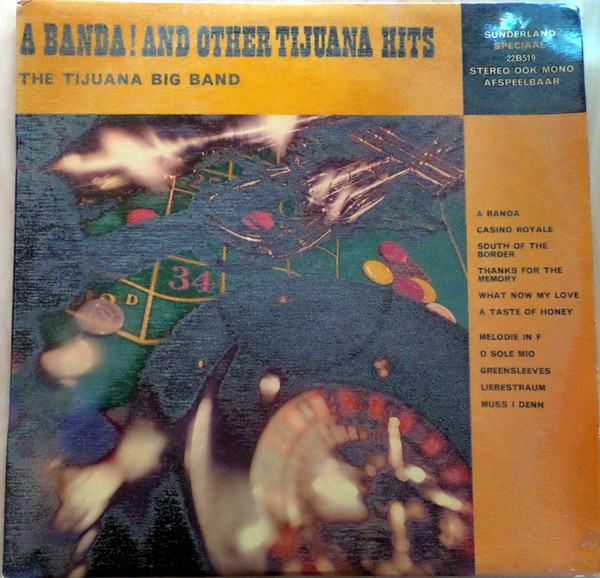 A BANDA! AND OTHER TIJUANA HITS
THE TIJUANA BIG BAND
SUNDERLAND
SPECIAAL
22B519
STEREO OOK MONO
AFSPEELBAAR
A BANDA
CASINO ROYALE
SOUTH OF THE
BORDER
THANKS FOR THE
MEMORY
WHAT NOW MY LOVE
A TASTE OF HONEY
MELODIE IN F
O SOLE MIO
GREENSLEEVES
LIEBESTRAUM
MUSS I DENN
34
O D